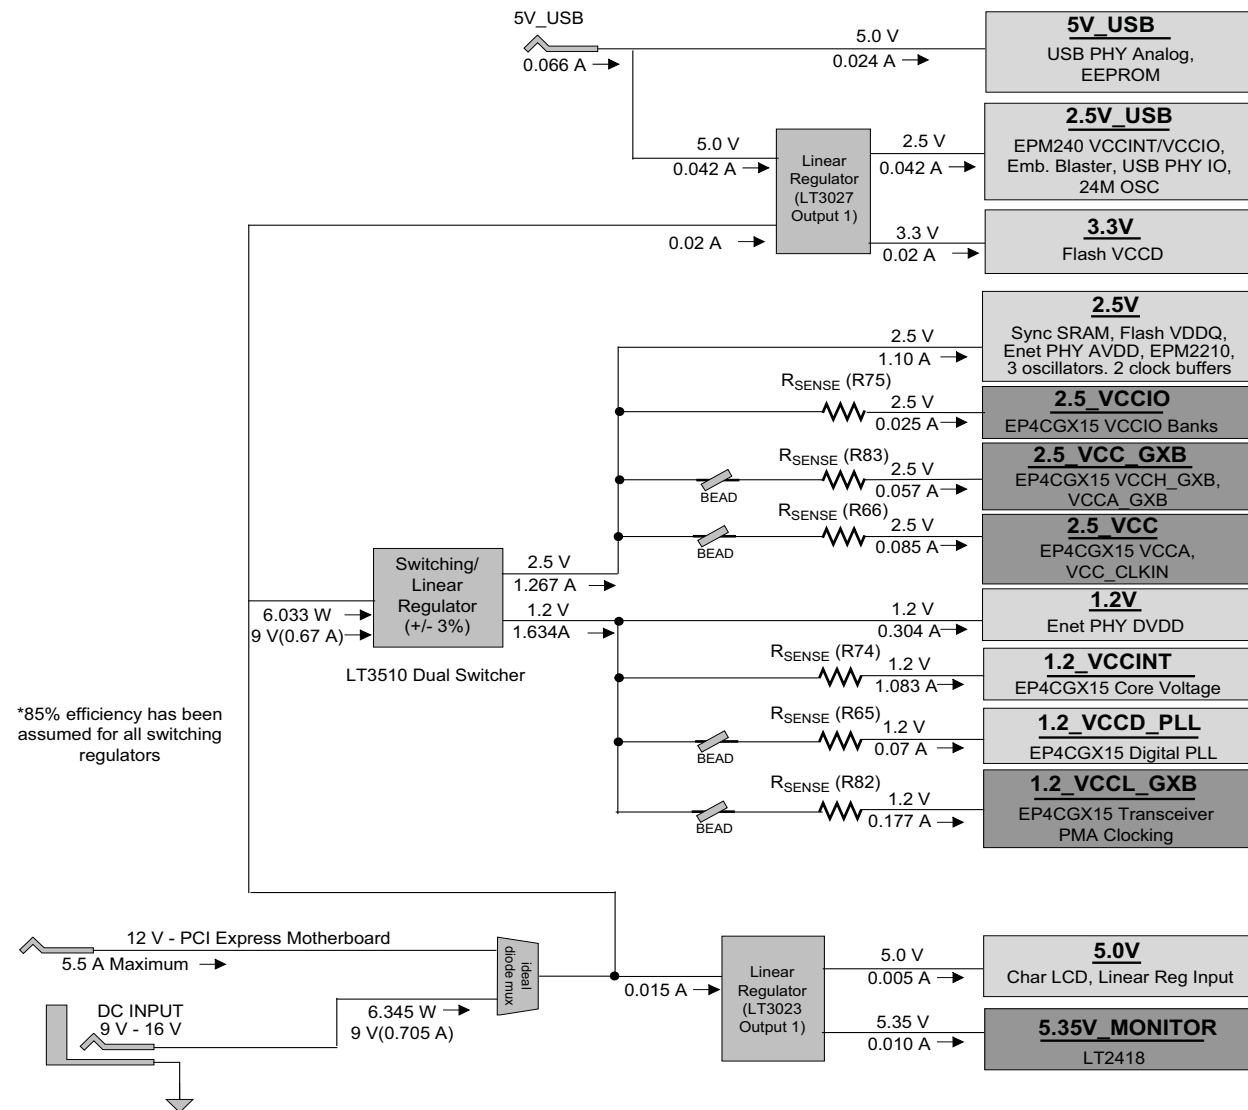 5V_USB
0.066 A
5.0 V
0.024 A
5V_USB
USB PHY Analog,
EEPROM
5.0 V
0.042 A
Linear
Regulator
(LT3027
Output 1)
2.5 V
0.042 A
2.5V_USB
EPM240 VCCINT/VCCIO,
Emb. Blaster, USB PHY IO,
24M OSC
0.02 A
3.3 V
0.02 A
3.3V
Flash VCCD
2.5 V
1.10 A
2.5V
Sync SRAM, Flash VDDQ,
Enet PHY AVDD, EPM2210,
3 oscillators. 2 clock buffers
RSENSE (R75)
2.5 V
0.025 A
2.5_VCCIO
EP4CGX15 VCCIO Banks
BEAD
RSENSE (R83)
2.5 V
0.057 A
2.5_VCC_GXB
EP4CGX15 VCCH_GXB,
VCCA_GXB
BEAD
RSENSE (R66)
2.5 V
0.085 A
2.5_VCC
EP4CGX15 VCCA,
VCC_CLKIN
6.033 W
9 V(0.67 A)
Switching/
Linear
Regulator
(+/- 3%)
LT3510 Dual Switcher
2.5 V
1.267 A
1.2 V
1.634A
1.2 V
0.304 A
1.2V
Enet PHY DVDD
RSENSE (R74)
1.2 V
1.083 A
1.2_VCCINT
EP4CGX15 Core Voltage
BEAD
RSENSE (R65)
1.2 V
0.07 A
1.2_VCCD_PLL
EP4CGX15 Digital PLL
BEAD
RSENSE (R82)
1.2 V
0.177 A
1.2_VCCL_GXB
EP4CGX15 Transceiver
PMA Clocking
*85% efficiency has been
assumed for all switching
regulators
12 V - PCI Express Motherboard
5.5 A Maximum
DC INPUT
9 V - 16 V
6.345 W
9 V(0.705 A)
ideal
diode mux
0.015 A
Linear
Regulator
(LT3023
Output 1)
5.0 V
0.005 A
5.0V
Char LCD, Linear Reg Input
5.35 V
0.010 A
5.35V_MONITOR
LT2418